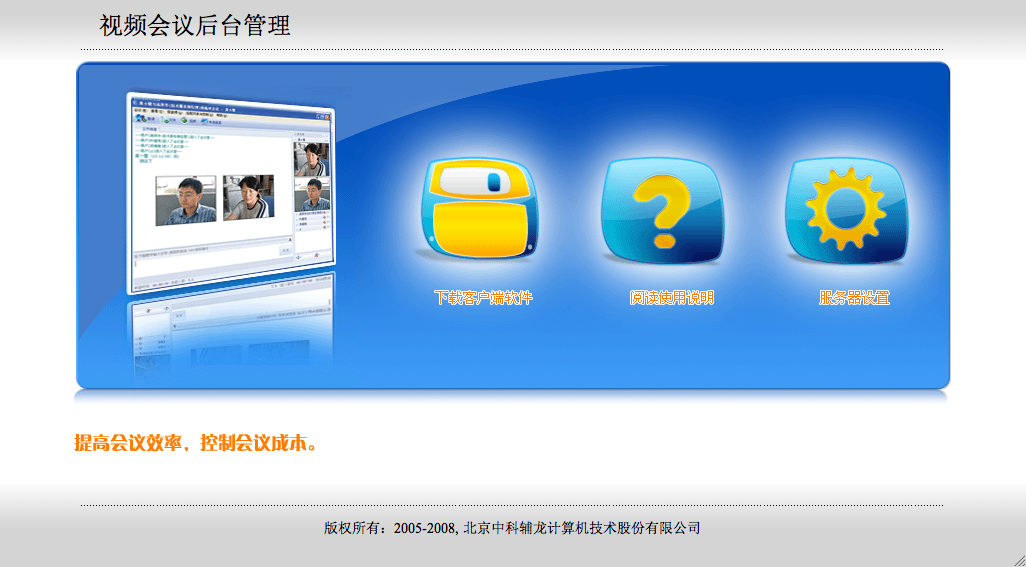 视频会议后台管理
下载客户端软件
阅读使用说明
服务器设置
提高会议效率，控制会议成本。
版权所有：2005-2008, 北京中科辅龙计算机技术股份有限公司